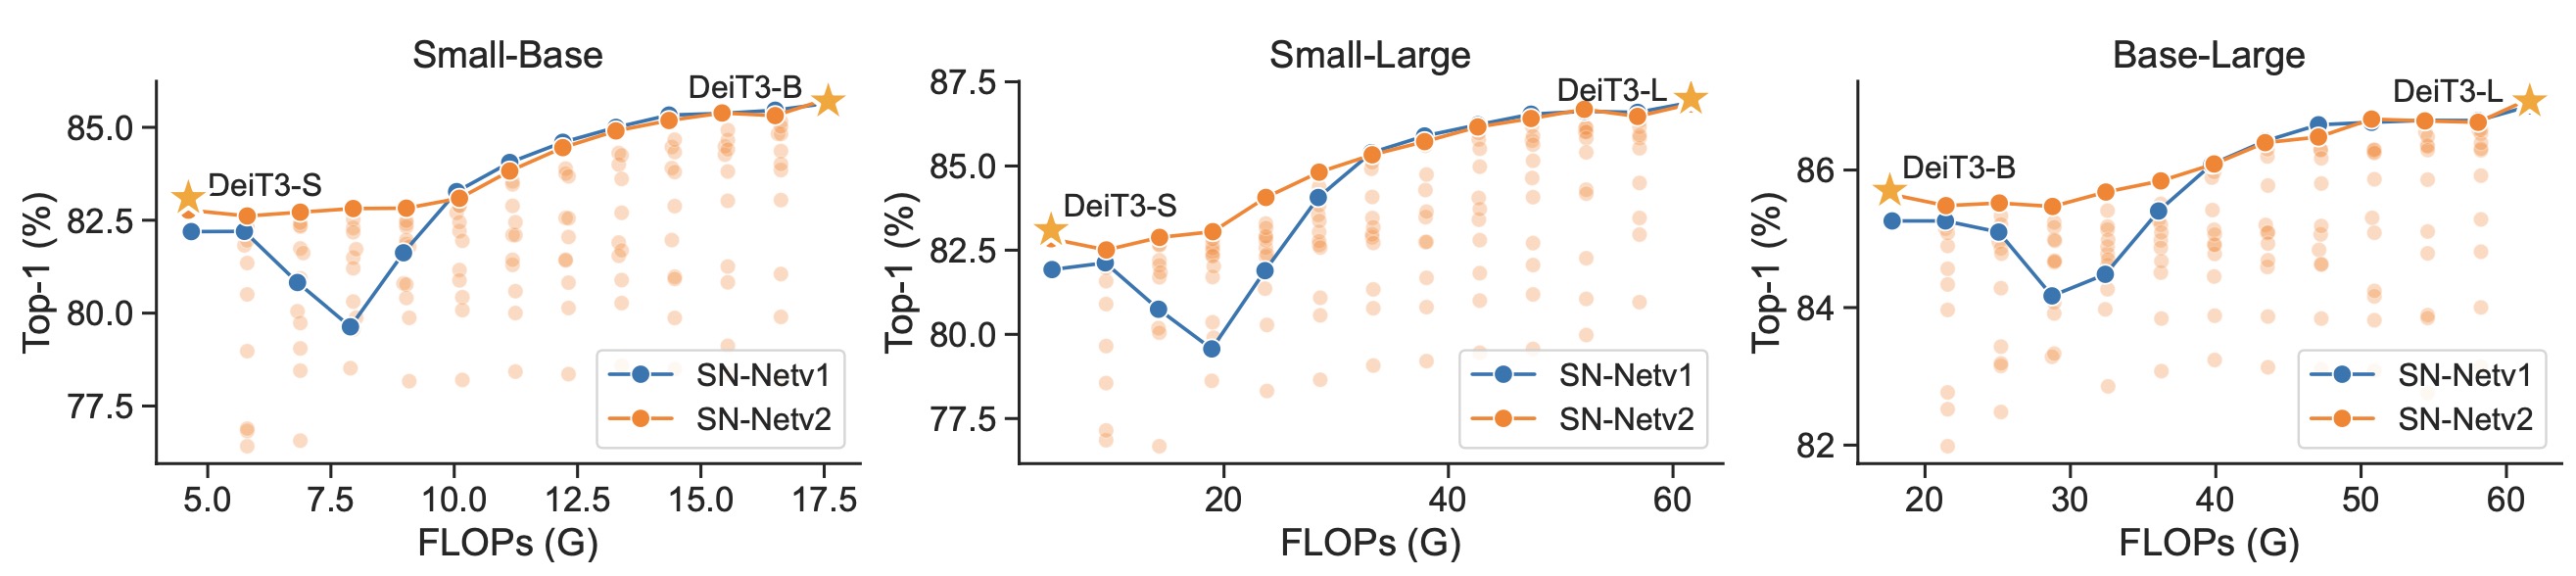 Small-Base
Top-1 (%)
85.0
82.5
80.0
77.5
DeiT3-S
DeiT3-B
SN-Netv1
SN-Netv2
5.0 7.5 10.0 12.5 15.0 17.5
FLOPs (G)
Small-Large
Top-1 (%)
87.5
85.0
82.5
80.0
77.5
DeiT3-S
DeiT3-L
SN-Netv1
SN-Netv2
20 40 60
FLOPs (G)
Base-Large
Top-1 (%)
86
84
82
DeiT3-B
DeiT3-L
SN-Netv1
SN-Netv2
20 30 40 50 60
FLOPs (G)